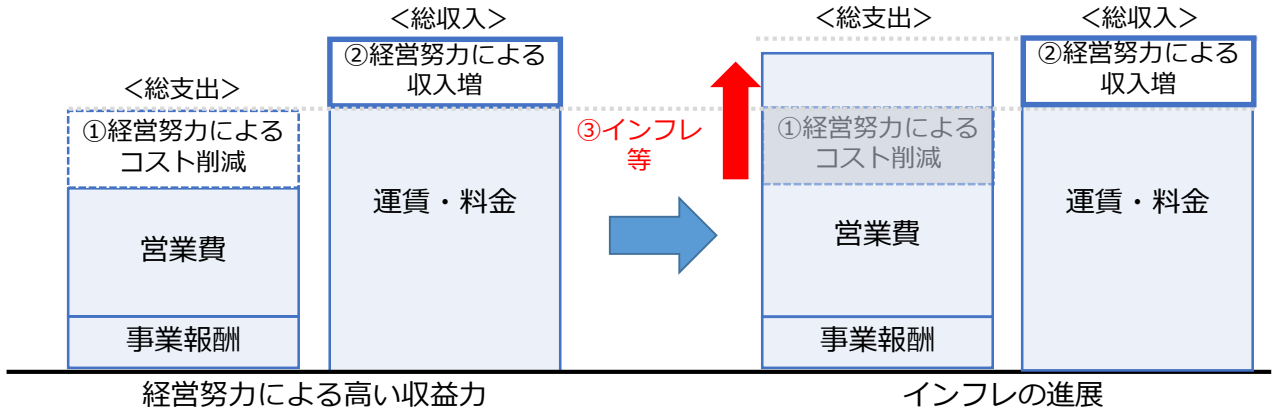 <総支出>
①経営努力による
コスト削減
営業費
事業報酬
<総収入>
②経営努力による
収入増
運賃・料金
経営努力による高い収益力
③インフレ
等
<総支出>
①経営努力による
コスト削減
営業費
事業報酬
<総収入>
②経営努力による
収入増
運賃・料金
インフレの進展